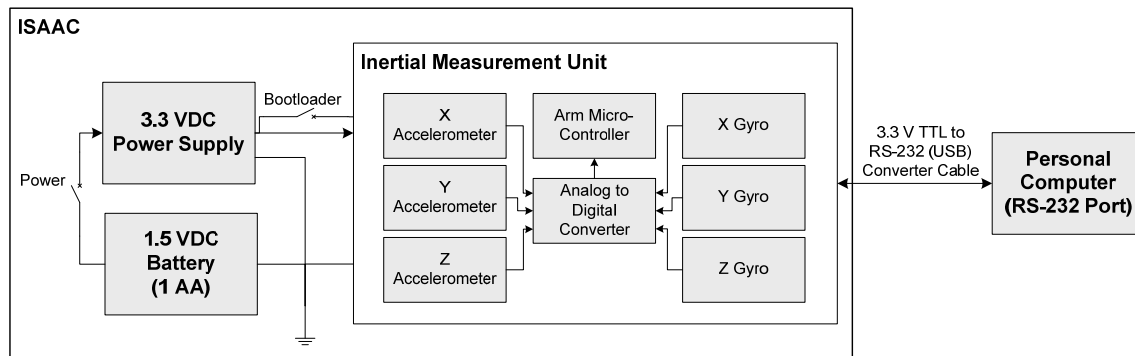 ISAAC
Inertial Measurement Unit
3.3 VDC
Power Supply
Bootloader
Power
1.5 VDC
Battery
(1 AA)
X
Accelerometer
Y
Accelerometer
Z
Accelerometer
Arm Micro-
Controller
Analog to
Digital
Converter
X Gyro
Y Gyro
Z Gyro
3.3 V TTL to
RS-232 (USB)
Converter Cable
Personal
Computer
(RS-232 Port)